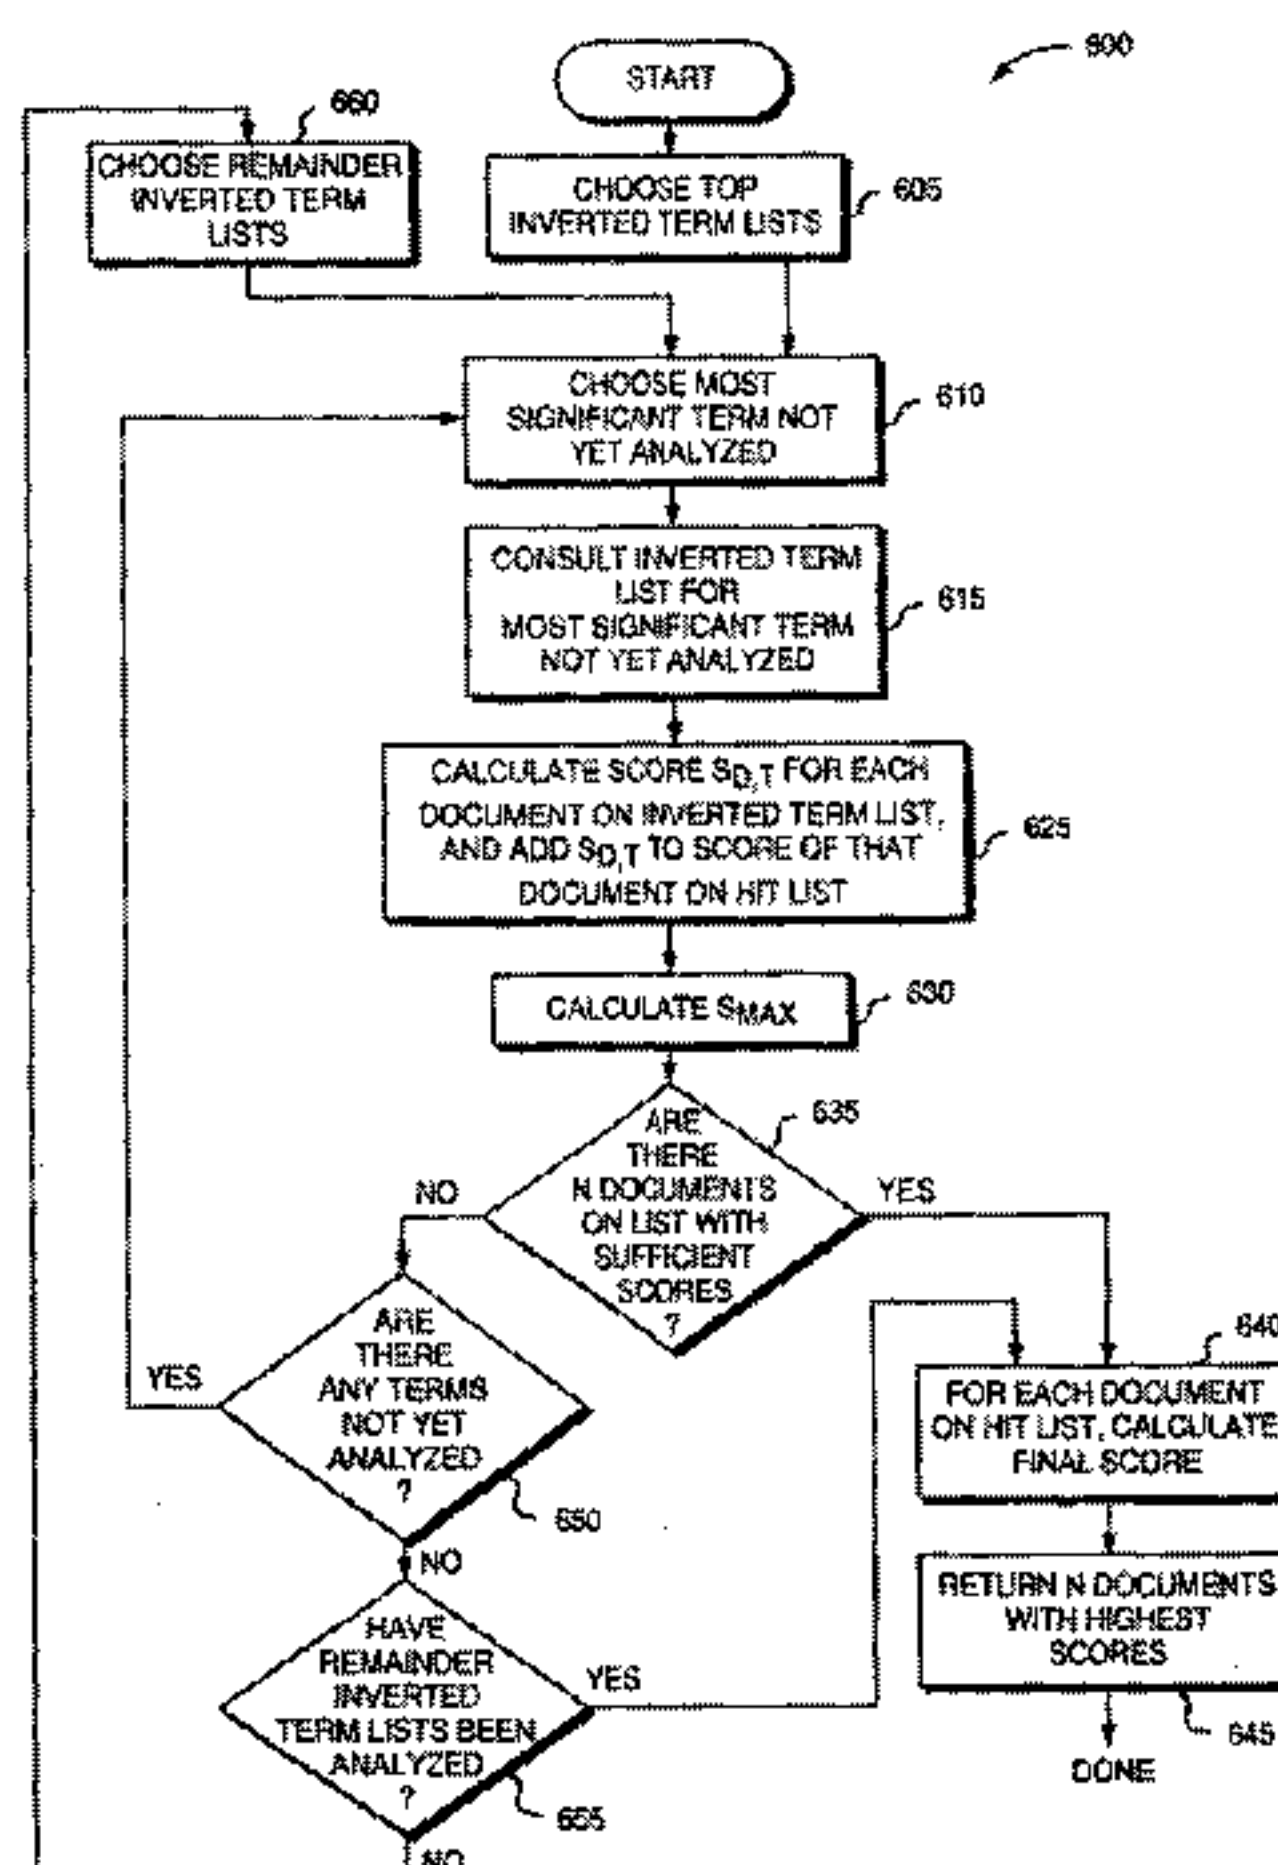 600
START
660
CHOOSE REMAINDER
INVERTED TERM
LISTS
CHOOSE TOP
INVERTED TERM LISTS
605
CHOOSE MOST
SIGNIFICANT TERM NOT
YET ANALYZED
610
CONSULT INVERTED TERM
LIST FOR
MOST SIGNIFICANT TERM
NOT YET ANALYZED
615
CALCULATE SCORE SD,T FOR EACH
DOCUMENT ON INVERTED TERM LIST,
AND ADD SD,T TO SCORE OF THAT
DOCUMENT ON HIT LIST
625
CALCULATE SMAX
630
ARE
THERE
N DOCUMENTS
ON LIST WITH
SUFFICIENT
SCORES
?
635
NO
YES
ARE
THERE
ANY TERMS
NOT YET
ANALYZED
?
YES
650
NO
640
FOR EACH DOCUMENT
ON HIT LIST, CALCULATE
FINAL SCORE
RETURN N DOCUMENTS
WITH HIGHEST
SCORES
645
DONE
HAVE
REMAINDER
INVERTED
TERM LISTS BEEN
ANALYZED
?
YES
655
NO